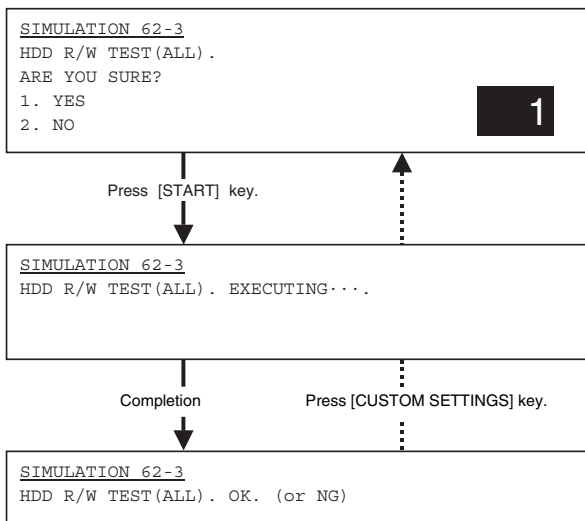 SIMULATION 62-3
HDD R/W TEST(ALL).
ARE YOU SURE?
1. YES
2. NO
1
Press [START] key.
SIMULATION 62-3
HDD R/W TEST(ALL). EXECUTING···.
Completion
Press [CUSTOM SETTINGS] key.
SIMULATION 62-3
HDD R/W TEST(ALL). OK. (or NG)